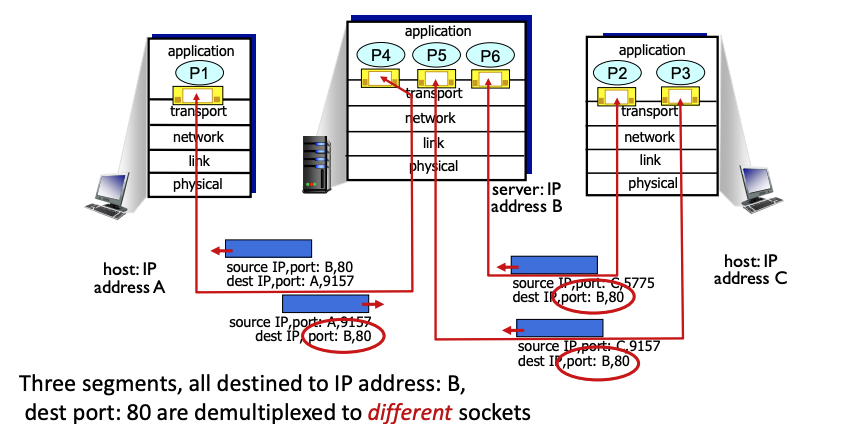 application
P1
transport
network
link
physical
application
P4 P5 P6
transport
network
link
physical
application
P2 P3
transport
network
link
physical
server: IP
address B
host: IP
address A
host: IP
address C
source IP,port: B,80
dest IP,port: A,9157
source IP,port: A,9157
dest IP, port: B,80
source IP,port: C,5775
dest IP,port: B,80
source IP,port: C,9157
dest IP,port: B,80
Three segments, all destined to IP address: B,
dest port: 80 are demultiplexed to different sockets